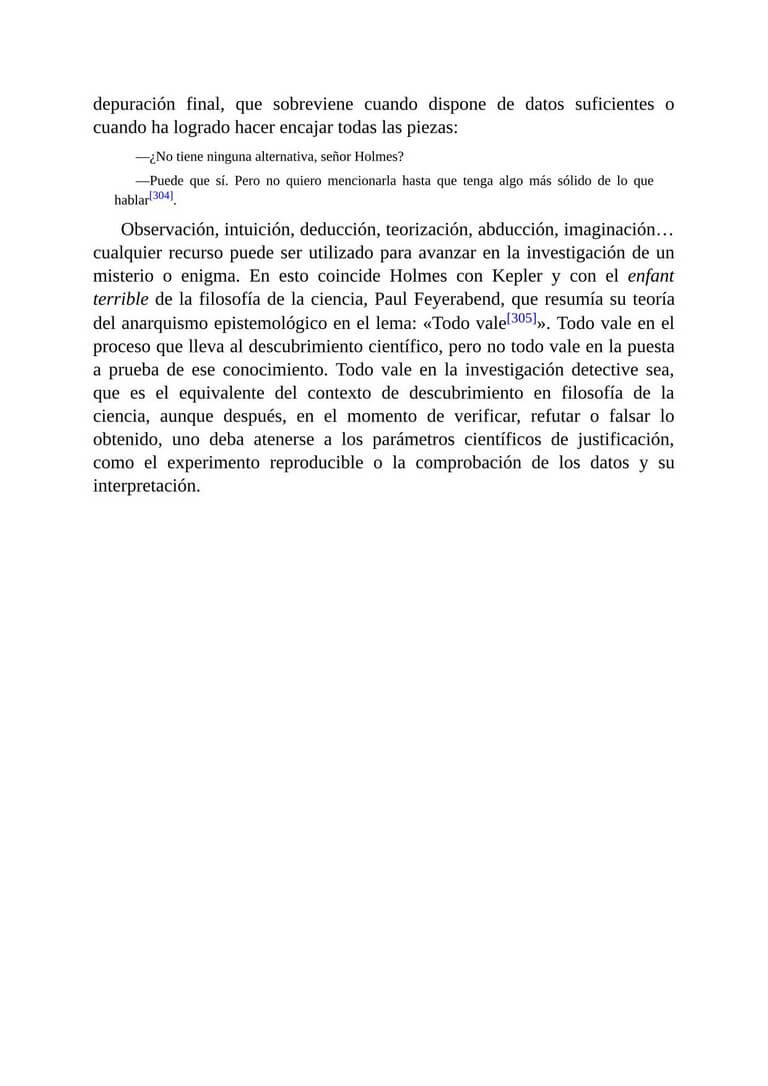 depuración final, que sobreviene cuando dispone de datos suficientes o
cuando ha logrado hacer encajar todas las piezas:
—¿No tiene ninguna alternativa, señor Holmes?
—Puede que sí. Pero no quiero mencionarla hasta que tenga algo más sólido de lo que
hablar[304].
Observación, intuición, deducción, teorización, abducción, imaginación…
cualquier recurso puede ser utilizado para avanzar en la investigación de un
misterio o enigma. En esto coincide Holmes con Kepler y con el enfant
terrible de la filosofía de la ciencia, Paul Feyerabend, que resumía su teoría
del anarquismo epistemológico en el lema: «Todo vale[305]». Todo vale en el
proceso que lleva al descubrimiento científico, pero no todo vale en la puesta
a prueba de ese conocimiento. Todo vale en la investigación detective sea,
que es el equivalente del contexto de descubrimiento en filosofía de la
ciencia, aunque después, en el momento de verificar, refutar o falsar lo
obtenido, uno deba atenerse a los parámetros científicos de justificación,
como el experimento reproducible o la comprobación de los datos y su
interpretación.